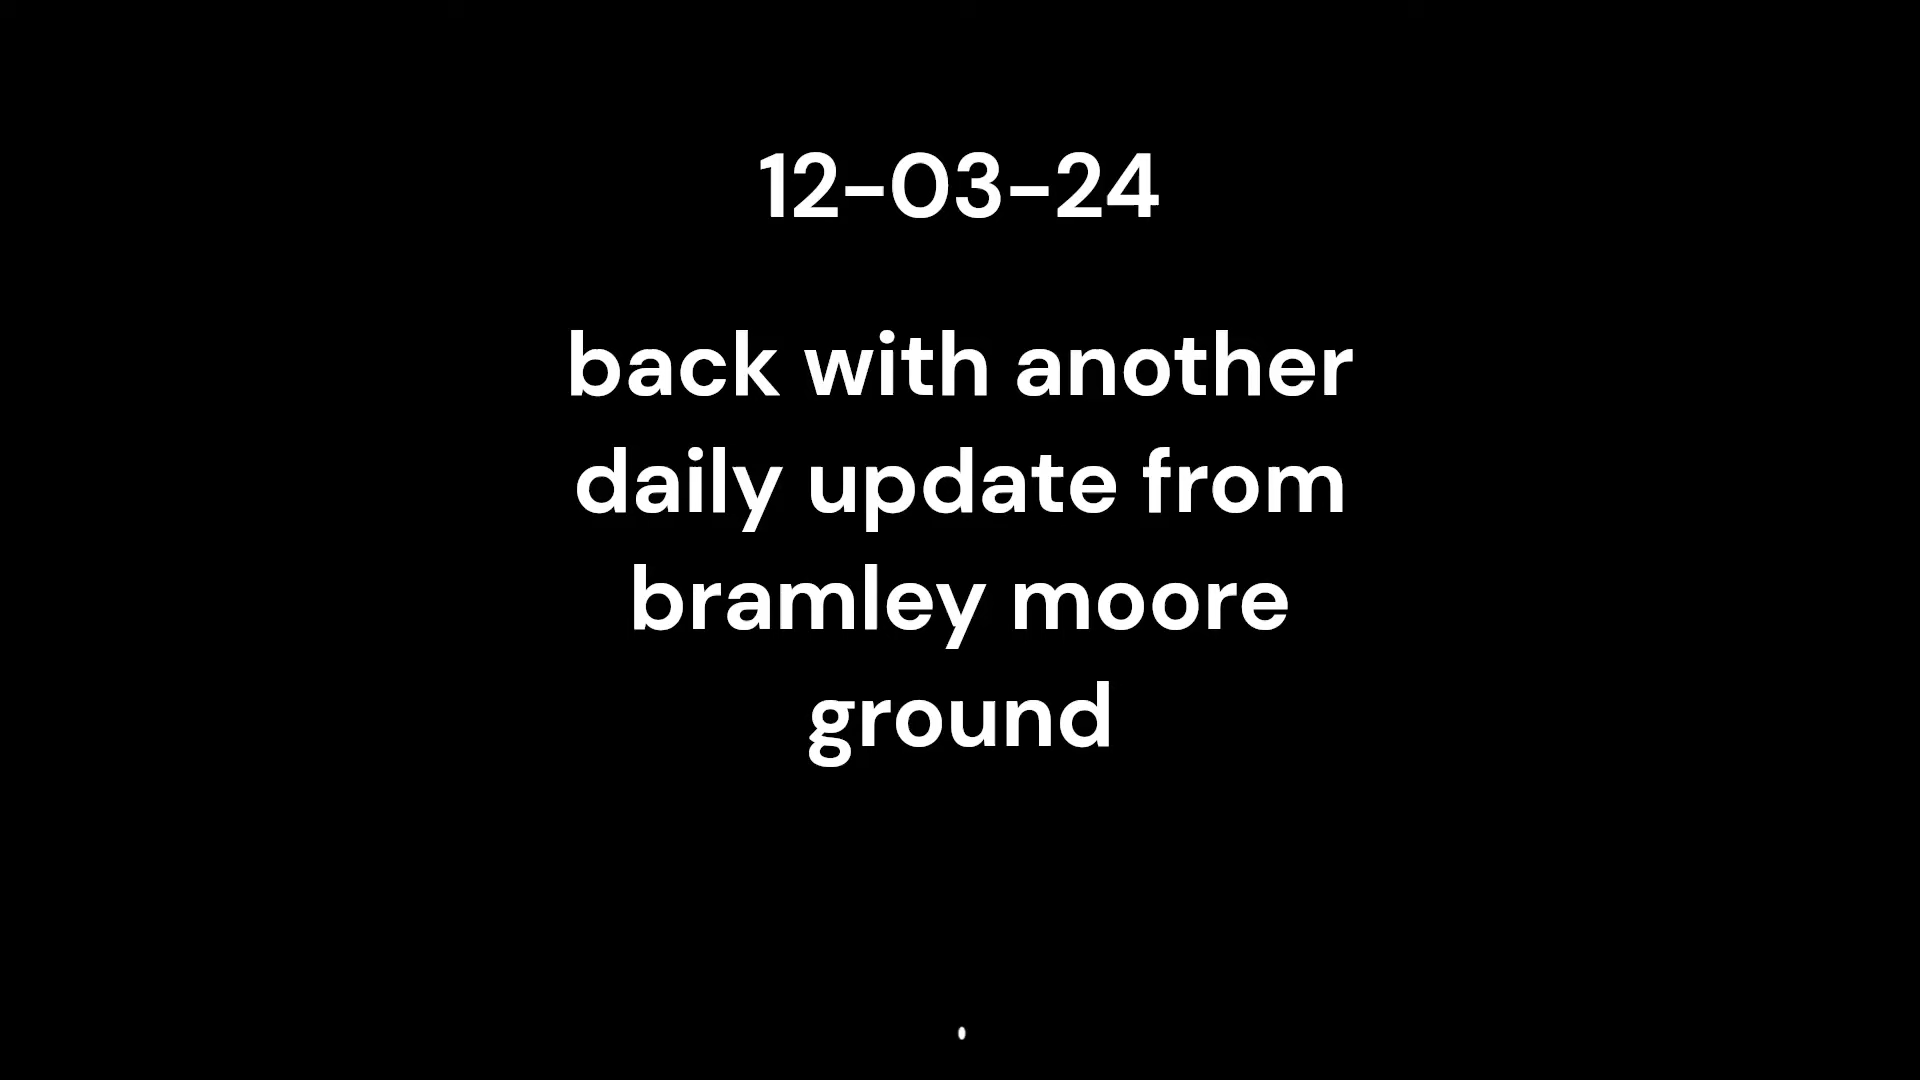 12-03-24
back with another
daily update from
bramley moore
ground